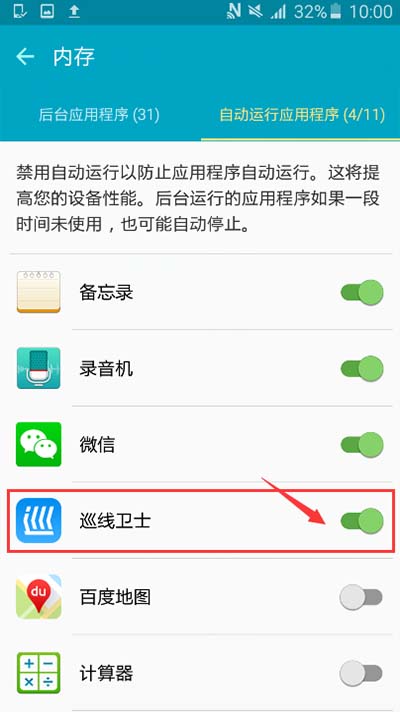 32% 10:00
内存
后台应用程序 (31) 自动运行应用程序 (4/11)
禁用自动运行以防止应用程序自动运行。这将提
高您的设备性能。后台运行的应用程序如果一段
时间未使用，也可能自动停止。
备忘录
录音机
微信
巡线卫士
du 百度地图
计算器